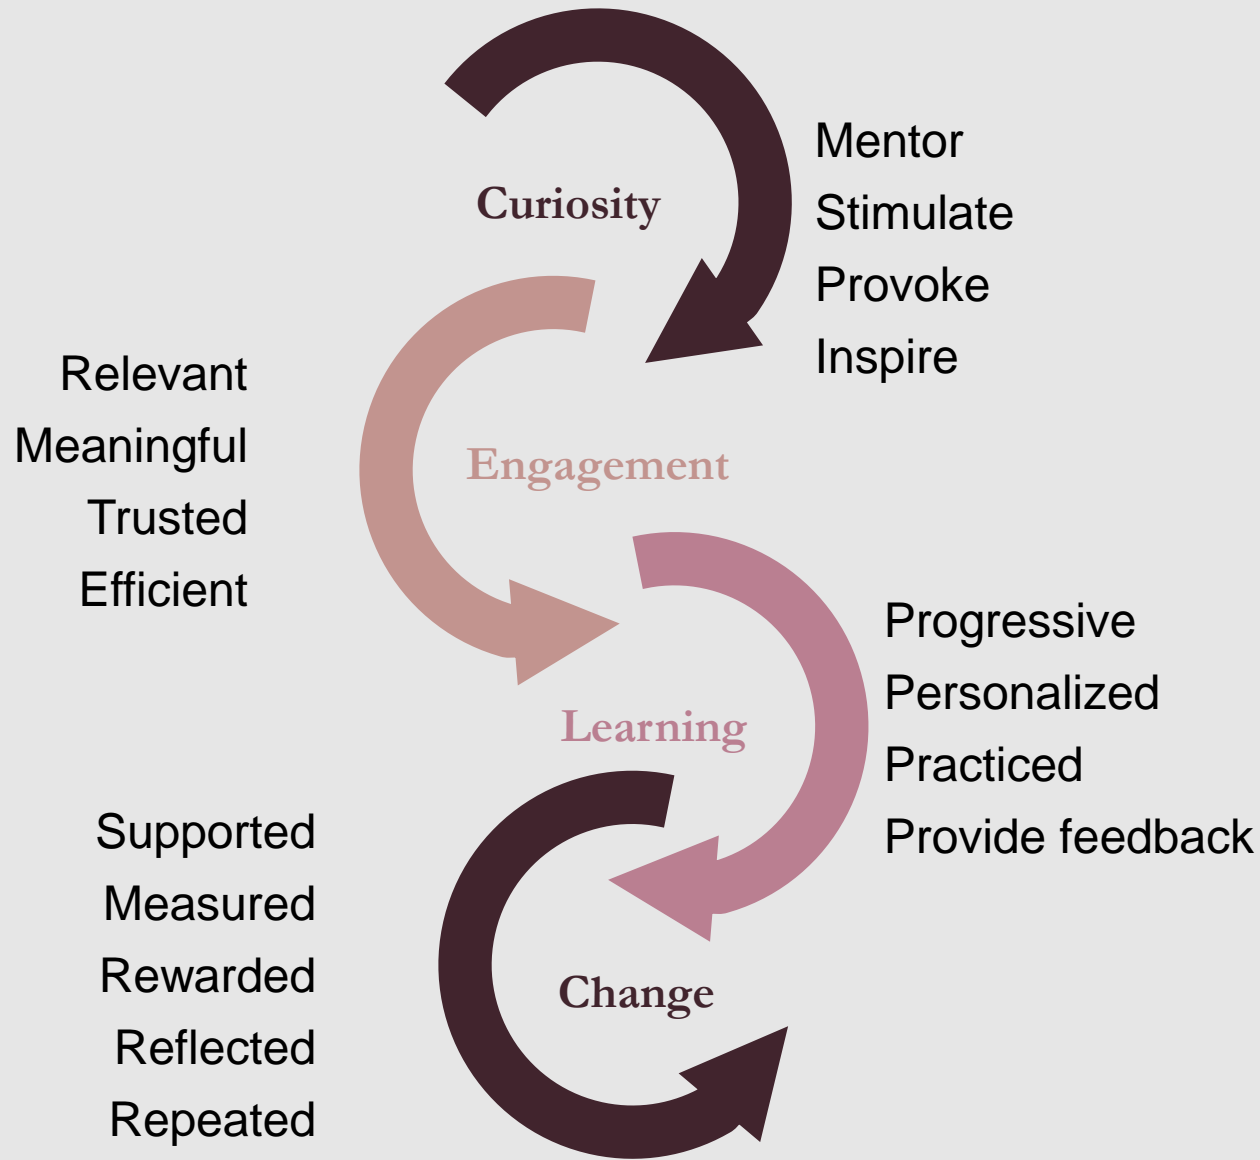 Curiosity
Mentor
Stimulate
Provoke
Inspire
Engagement
Relevant
Meaningful
Trusted
Efficient
Learning
Progressive
Personalized
Practiced
Provide feedback
Change
Supported
Measured
Rewarded
Reflected
Repeated